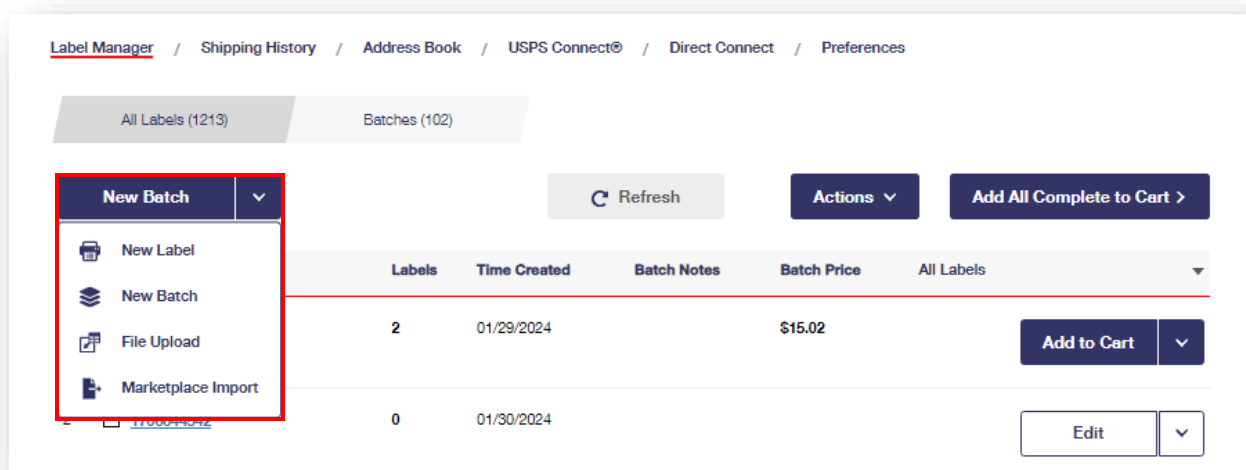 Label Manager / Shipping History / Address Book / USPS Connect® / Direct Connect / Preferences
All Labels (1213) Batches (102)
New Batch Refresh Actions Add All Complete to Cart >
New Label
Labels Time Created Batch Notes Batch Price All Labels
New Batch
2 01/29/2024 $15.02
File Upload Add to Cart
Marketplace Import
0 01/30/2024 Edit